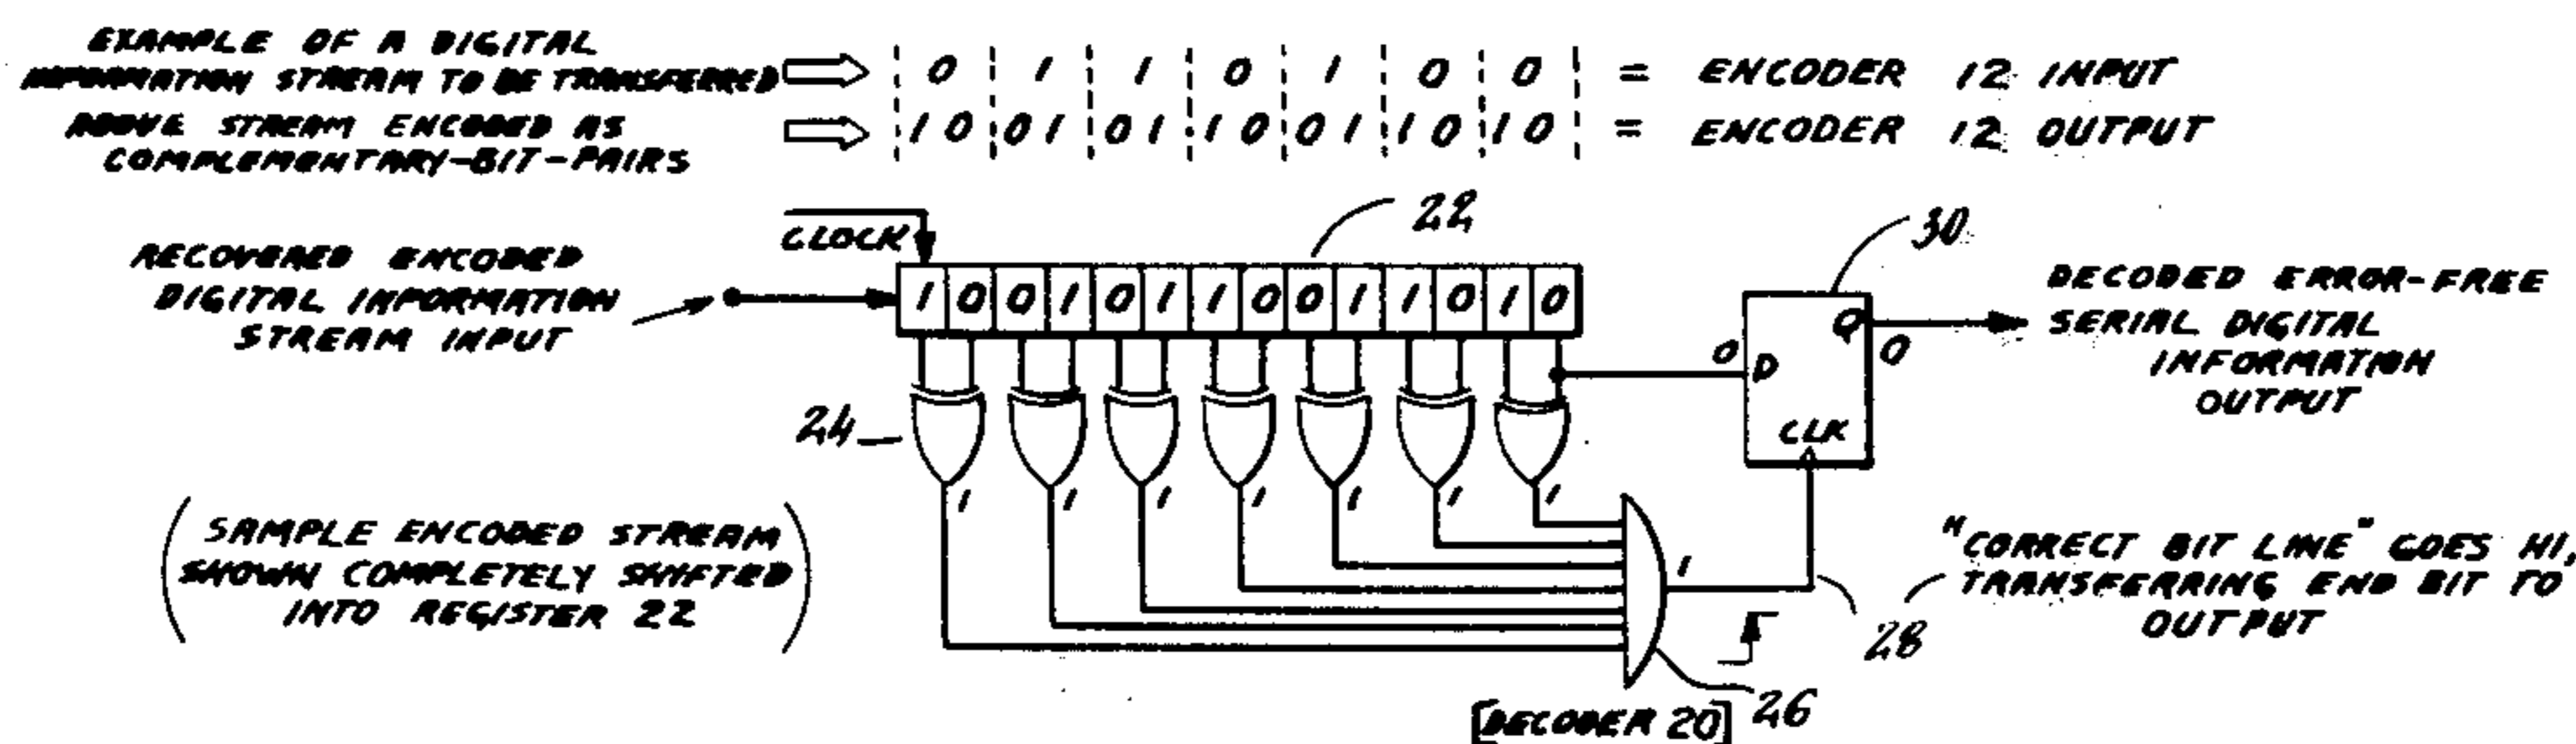 EXAMPLE OF A DIGITAL
INFORMATION STREAM TO BE TRANSFERRED
0 1 1 0 1 0 0 = ENCODER 12 INPUT
ABOVE STREAM ENCODED AS
COMPLEMENTARY-BIT-PAIRS
10 01 01 10 01 10 10 = ENCODER 12 OUTPUT
22
CLOCK
30
RECOVERED ENCODED
DIGITAL INFORMATION
STREAM INPUT
1 0 0 1 0 1 1 0 0 1 1 0 1 0
0 D
Q 0
CLK
DECODED ERROR-FREE
SERIAL DIGITAL
INFORMATION
OUTPUT
24
1 1 1 1 1 1 1
(SAMPLE ENCODED STREAM
SHOWN COMPLETELY SHIFTED
INTO REGISTER 22)
1
"CORRECT BIT LINE" GOES HI,
TRANSFERRING END BIT TO
OUTPUT
28
26
[DECODER 20]